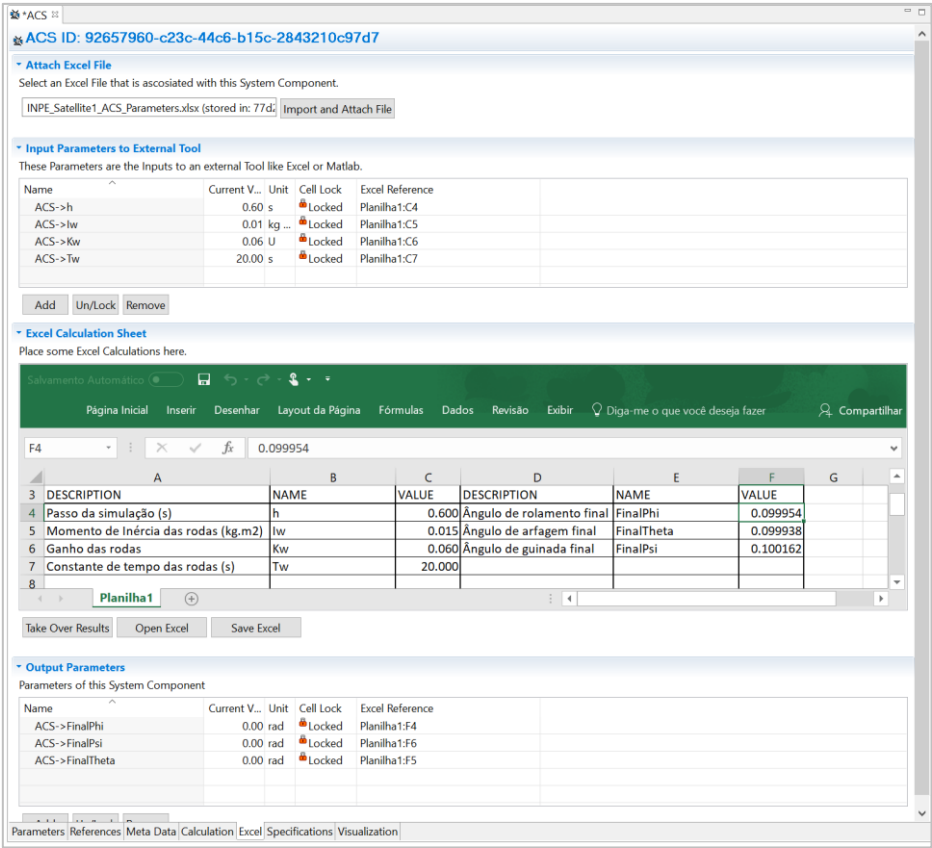 *ACS
ACS ID: 92657960-c23c-44c6-b15c-2843210c97d7
Attach Excel File
Select an Excel File that is ascosiated with this System Component.
INPE_Satellite1_ACS_Parameters.xlsx (stored in: 77d2 Import and Attach File
Input Parameters to External Tool
These Parameters are the Inputs to an external Tool like Excel or Matlab.
Name Current V... Unit Cell Lock Excel Reference
ACS->h 0.60 s Locked Planilha1:C4
ACS->Iw 0.01 kg ... Locked Planilha1:C5
ACS->Kw 0.06 U Locked Planilha1:C6
ACS->Tw 20.00 s Locked Planilha1:C7
Add Un/Lock Remove
Excel Calculation Sheet
Place some Excel Calculations here.
Salvamento Automático
Página Inicial Inserir Desenhar Layout da Página Fórmulas Dados Revisão Exibir Diga-me o que você deseja fazer Compartilhar
F4 fx 0.099954
A B C D E F G
3 DESCRIPTION NAME VALUE DESCRIPTION NAME VALUE
4 Passo da simulação (s) h 0.600 Ângulo de rolamento final FinalPhi 0.099954
5 Momento de Inércia das rodas (kg.m2) Iw 0.015 Ângulo de arfagem final FinalTheta 0.099938
6 Ganho das rodas Kw 0.060 Ângulo de guinada final FinalPsi 0.100162
7 Constante de tempo das rodas (s) Tw 20.000
8
Planilha1
Take Over Results Open Excel Save Excel
Output Parameters
Parameters of this System Component
Name Current V... Unit Cell Lock Excel Reference
ACS->FinalPhi 0.00 rad Locked Planilha1:F4
ACS->FinalPsi 0.00 rad Locked Planilha1:F6
ACS->FinalTheta 0.00 rad Locked Planilha1:F5
Parameters References Meta Data Calculation Excel Specifications Visualization